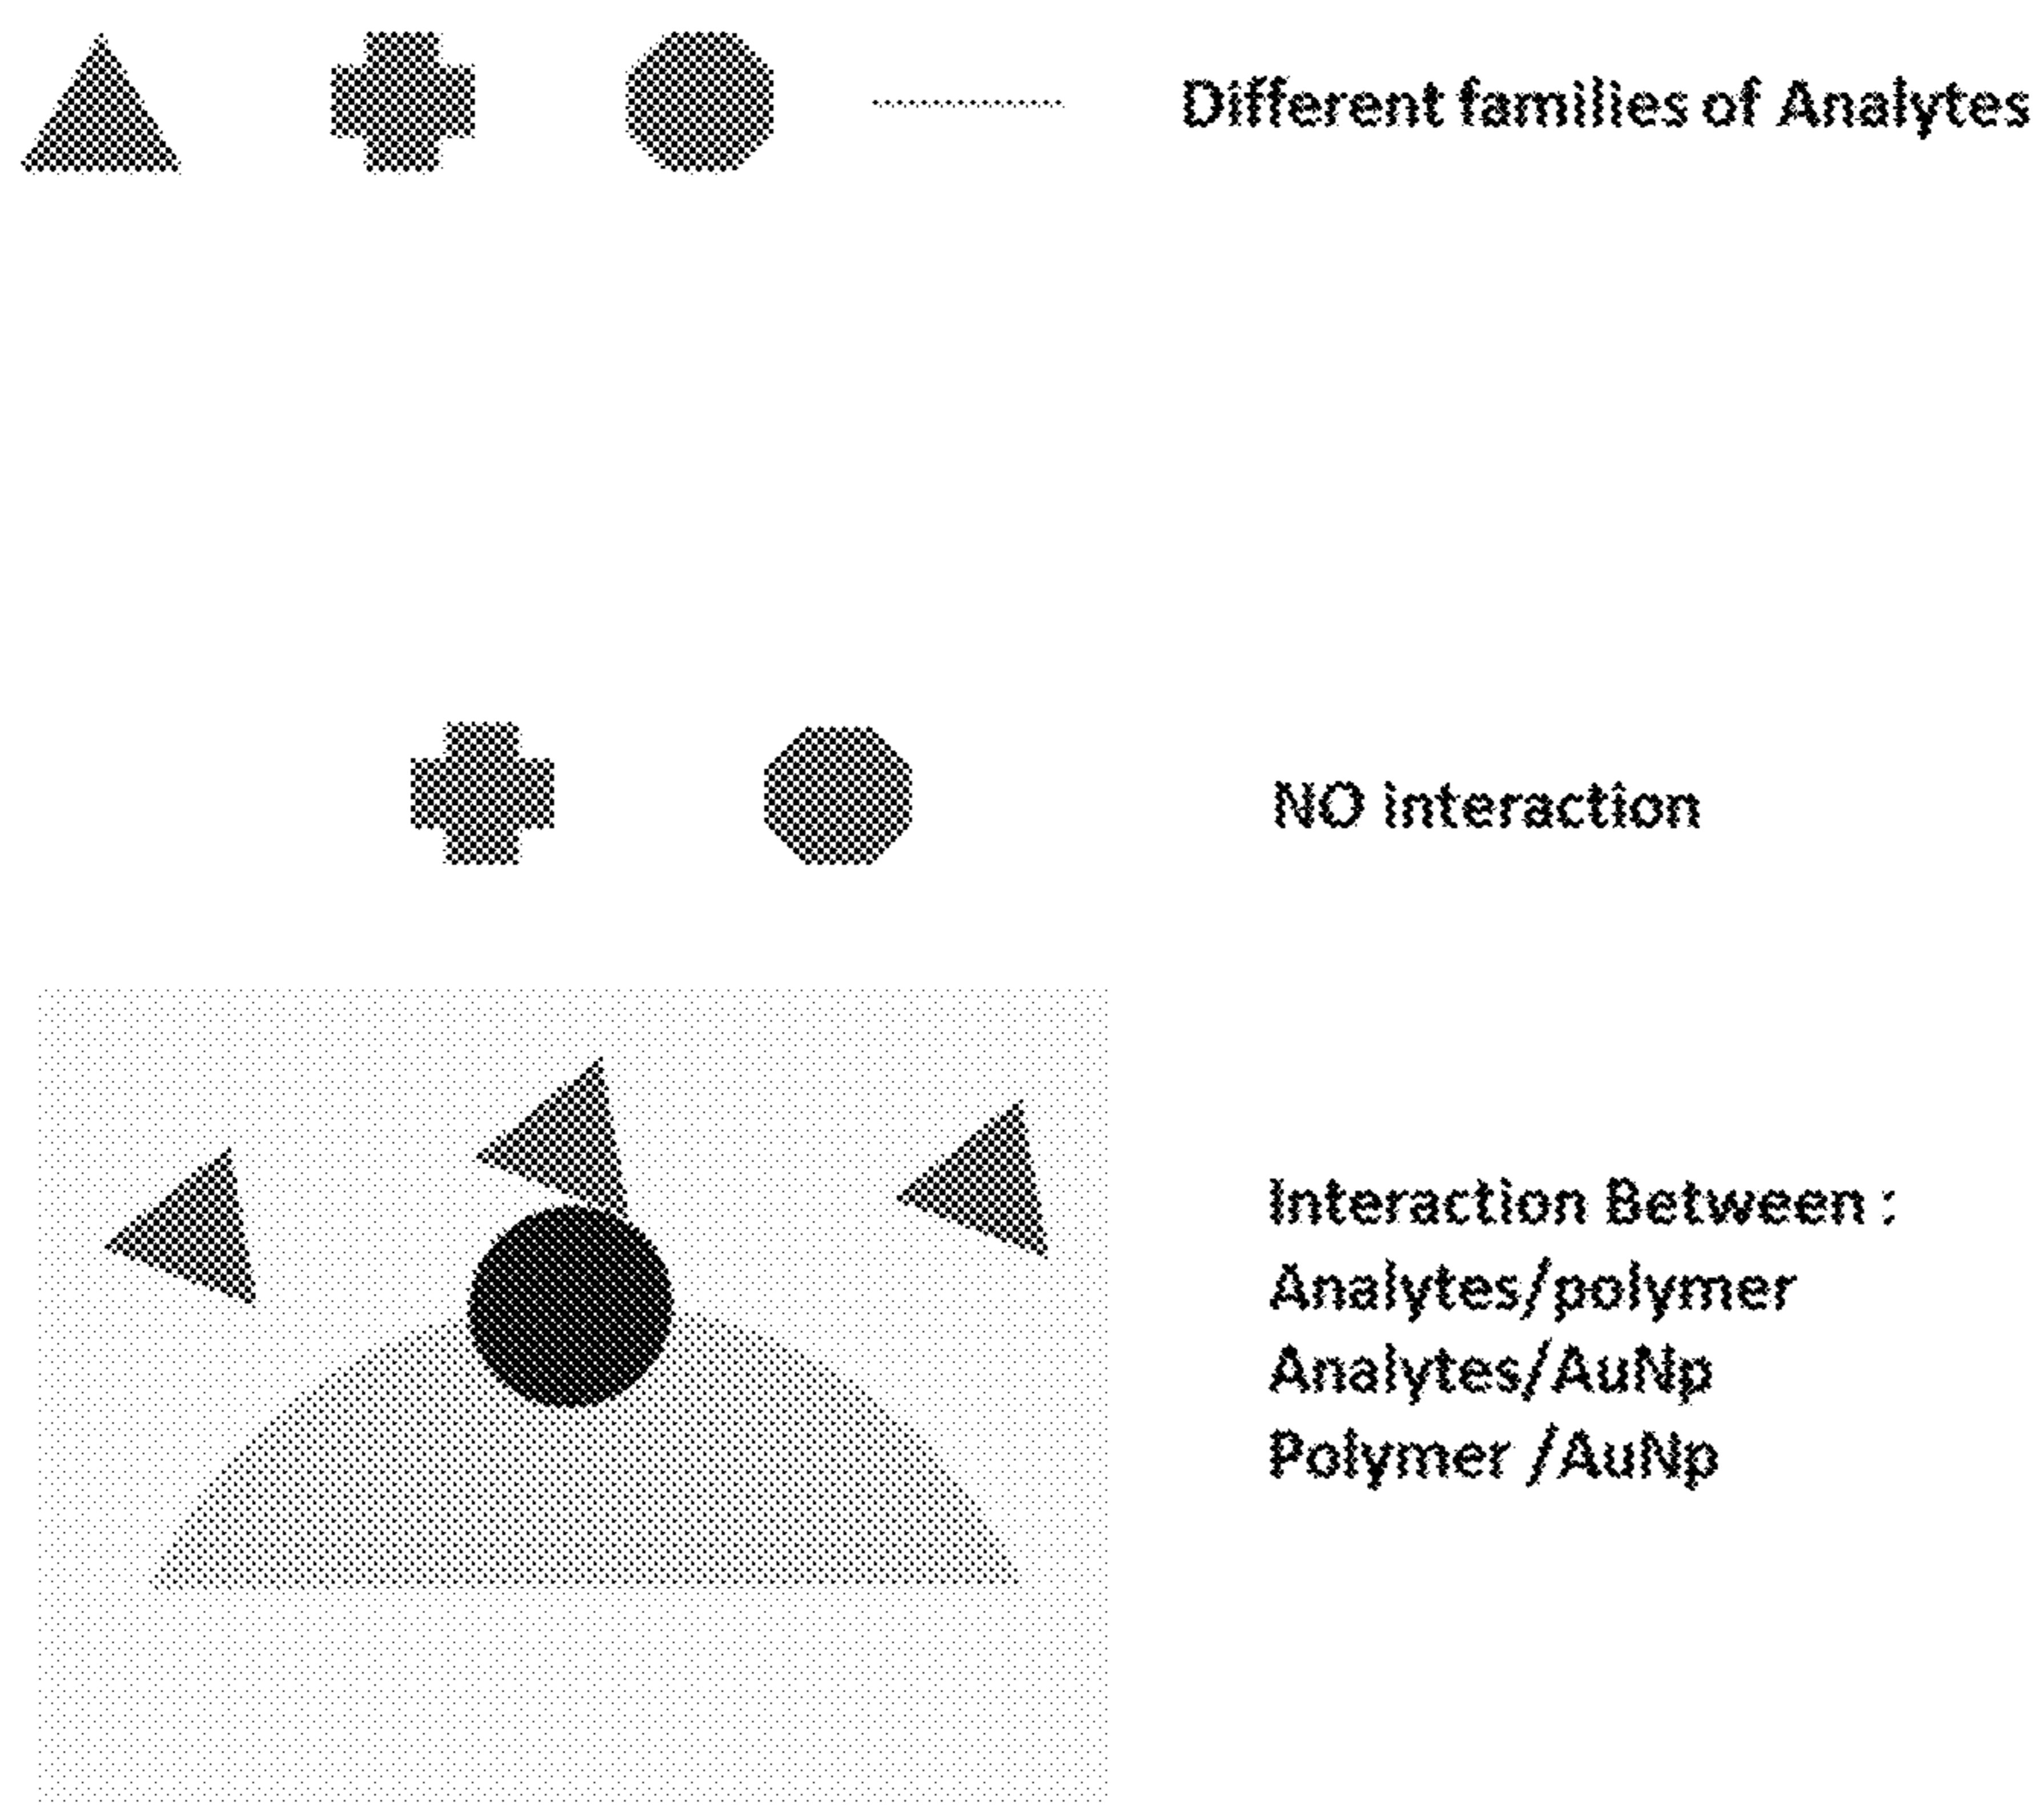 Different families of Analytes
NO interaction
Interaction Between :
Analytes/polymer
Analytes/AuNp
Polymer /AuNp